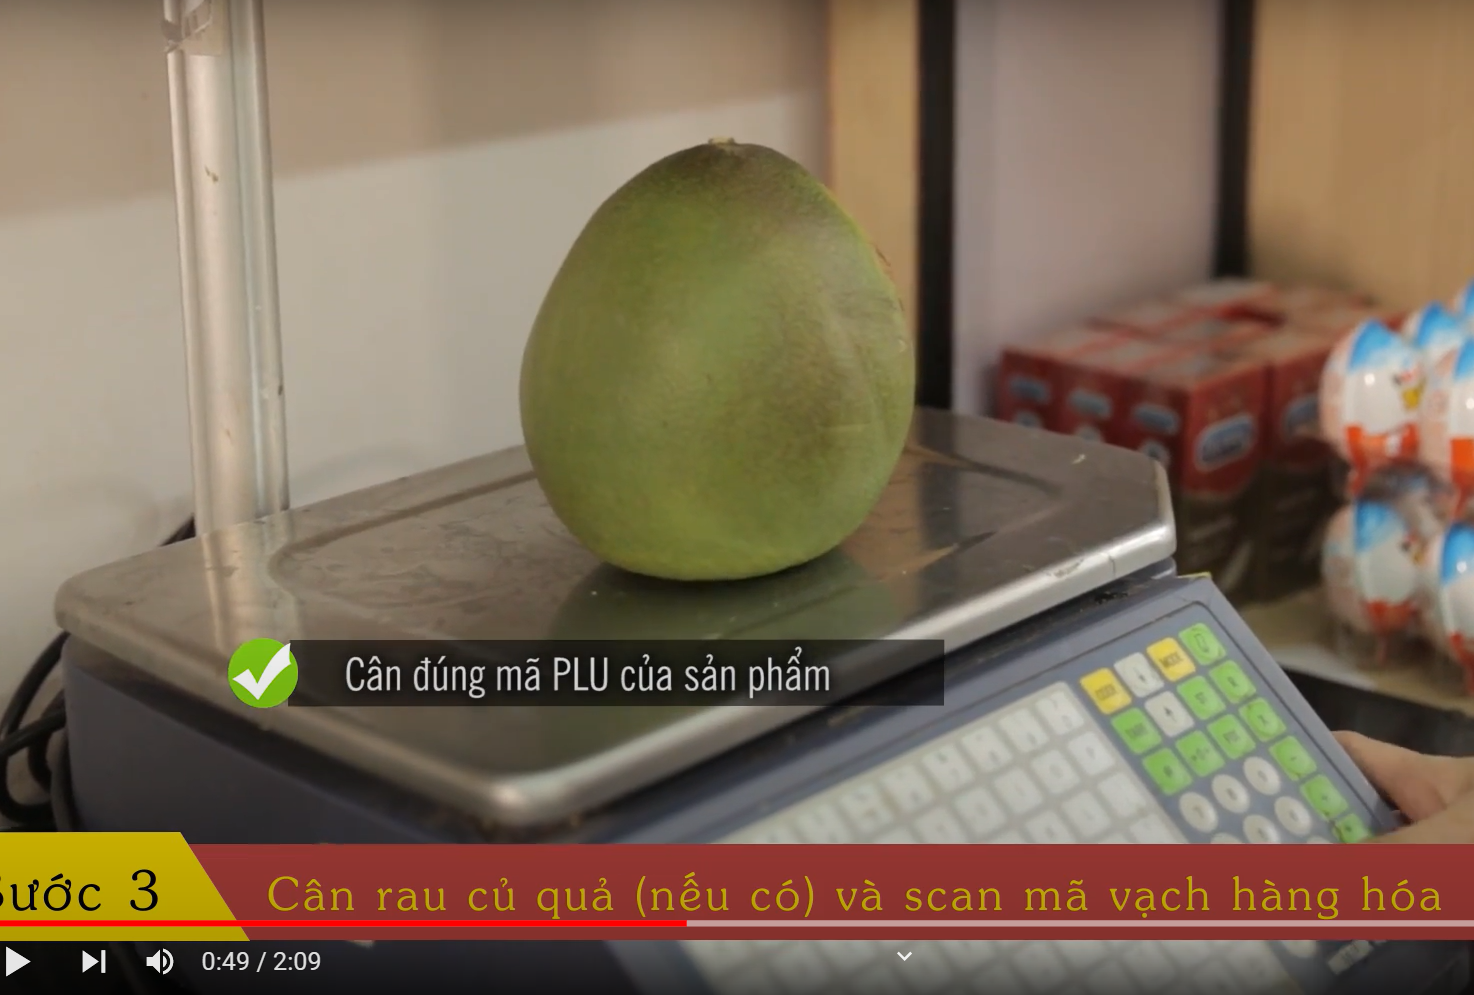 Cân đúng mã PLU của sản phẩm
ước 3
Cân rau củ quả (nếu có) và scan mã vạch hàng hóa
0:49 / 2:09